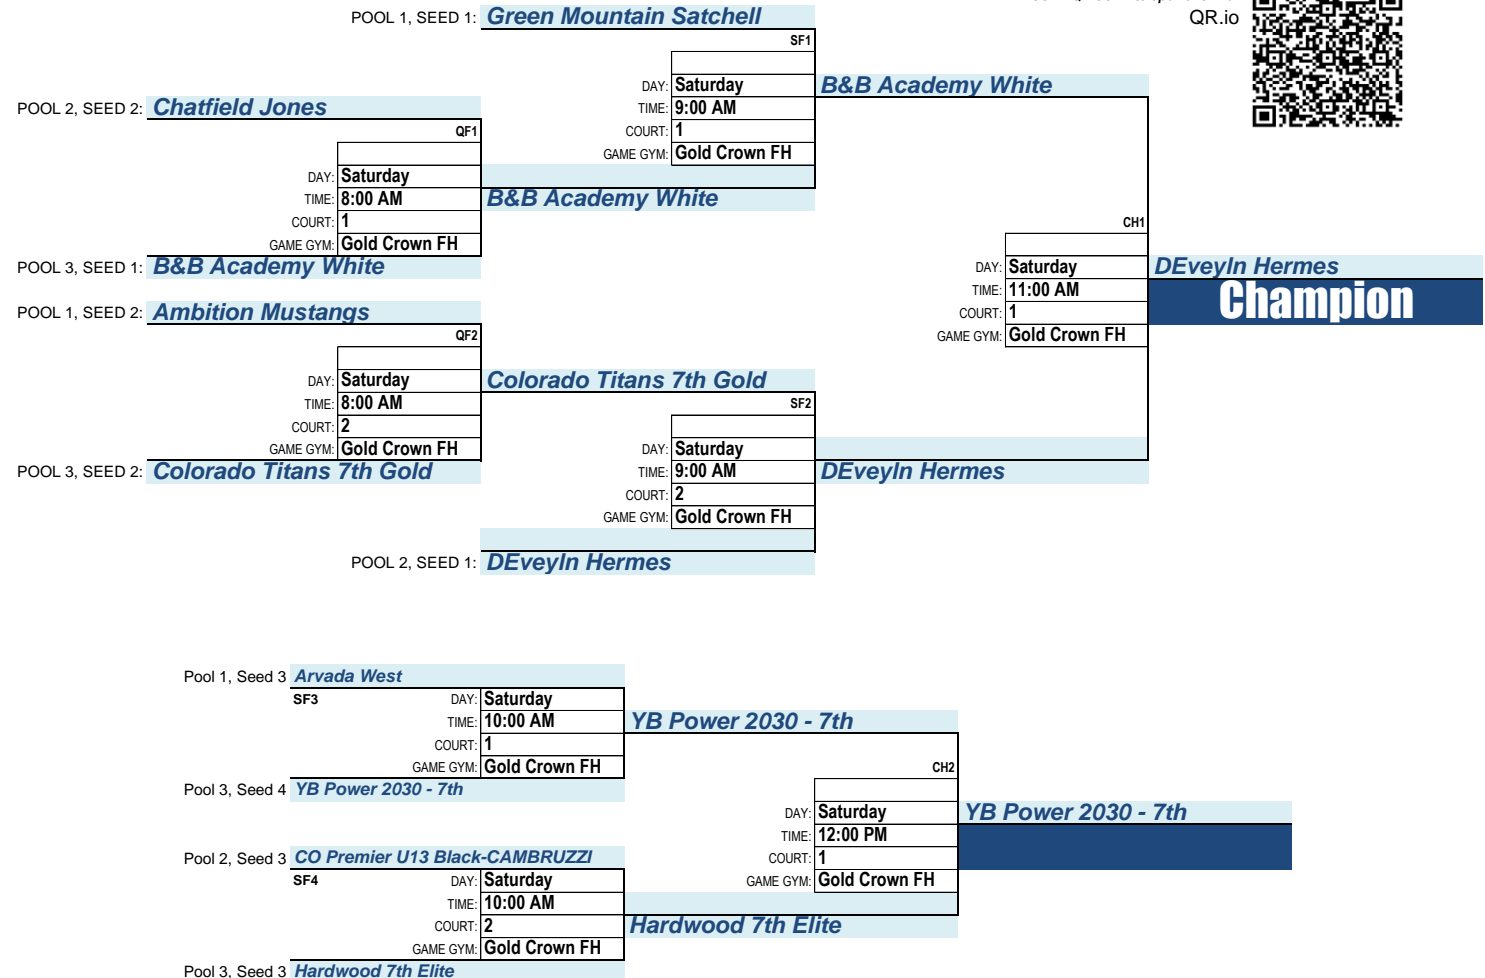 POOL 1, SEED 1: Green Mountain Satchell
QR.io
SF1
DAY: Saturday
TIME: 9:00 AM
COURT: 1
GAME GYM: Gold Crown FH
B&B Academy White
POOL 2, SEED 2: Chatfield Jones
QF1
DAY: Saturday
TIME: 8:00 AM
COURT: 1
GAME GYM: Gold Crown FH
B&B Academy White
POOL 3, SEED 1: B&B Academy White
CH1
DAY: Saturday
TIME: 11:00 AM
COURT: 1
GAME GYM: Gold Crown FH
DEveyln Hermes
Champion
POOL 1, SEED 2: Ambition Mustangs
QF2
DAY: Saturday
TIME: 8:00 AM
COURT: 2
GAME GYM: Gold Crown FH
Colorado Titans 7th Gold
POOL 3, SEED 2: Colorado Titans 7th Gold
SF2
DAY: Saturday
TIME: 9:00 AM
COURT: 2
GAME GYM: Gold Crown FH
DEveyln Hermes
POOL 2, SEED 1: DEveyln Hermes
Pool 1, Seed 3 Arvada West
SF3
DAY: Saturday
TIME: 10:00 AM
COURT: 1
GAME GYM: Gold Crown FH
YB Power 2030 - 7th
Pool 3, Seed 4 YB Power 2030 - 7th
CH2
DAY: Saturday
TIME: 12:00 PM
COURT: 1
GAME GYM: Gold Crown FH
YB Power 2030 - 7th
Pool 2, Seed 3 CO Premier U13 Black-CAMBRUZZI
SF4
DAY: Saturday
TIME: 10:00 AM
COURT: 2
GAME GYM: Gold Crown FH
Hardwood 7th Elite
Pool 3, Seed 3 Hardwood 7th Elite